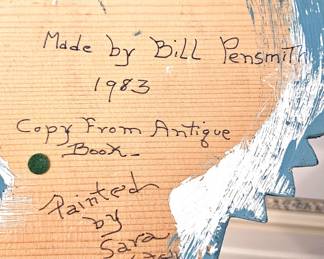 Made by Bill Pensmith
1983
Copy From Antique
Book
Painted
by
Sara